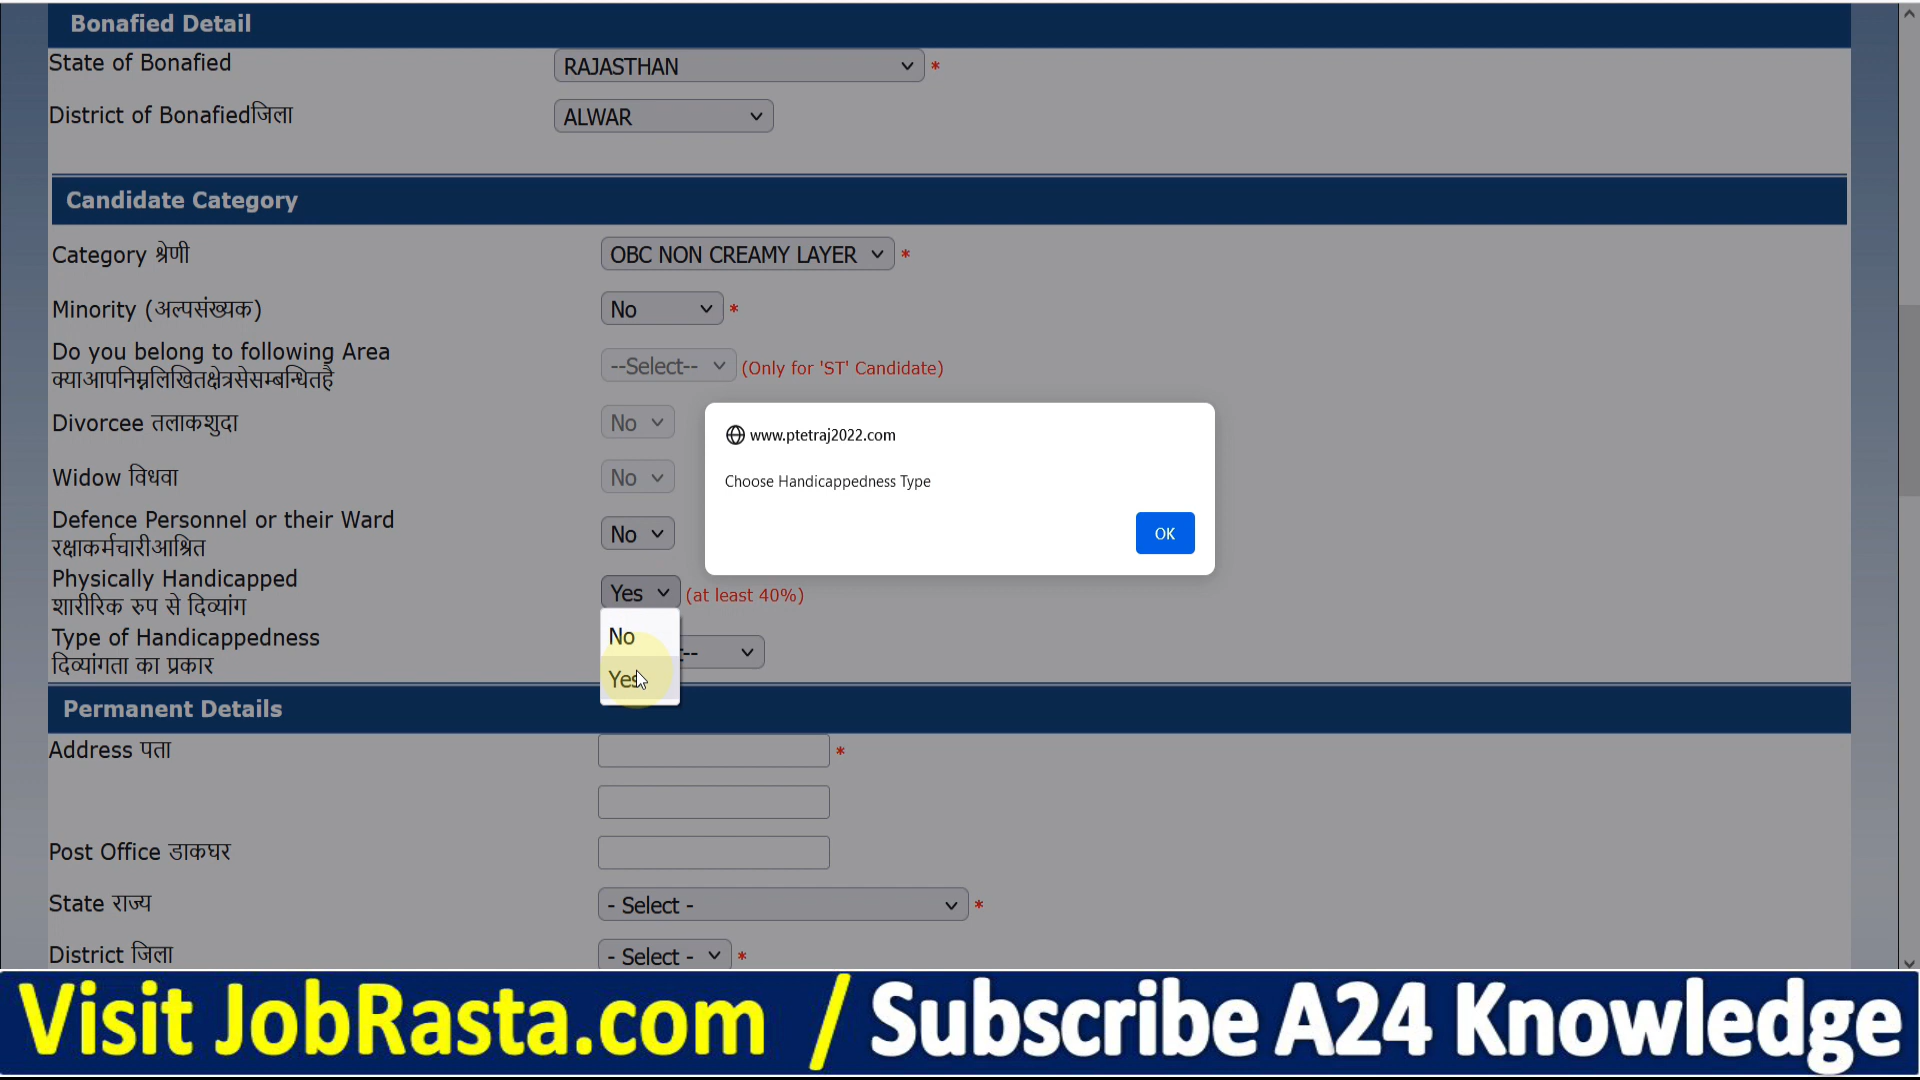 Bonafied Detail
State of Bonafied RAJASTHAN *
District of Bonafiedजिला ALWAR
Candidate Category
Category श्रेणी OBC NON CREAMY LAYER *
Minority (अल्पसंख्यक) No *
Do you belong to following Area
क्याआपनिम्नलिखितक्षेत्रसेसम्बन्धितहै
--Select-- (Only for 'ST' Candidate)
Divorcee तलाकशुदा No
www.ptetraj2022.com
Choose Handicappedness Type
OK
Widow विधवा No
Defence Personnel or their Ward
रक्षाकर्मचारीआश्रित
No
Physically Handicapped
शारीरिक रुप से दिव्यांग
Yes (at least 40%)
No
Yes
Type of Handicappedness
दिव्यांगता का प्रकार
--
Permanent Details
Address पता *
Post Office डाकघर
State राज्य - Select - *
District जिला - Select - *
Visit JobRasta.com / Subscribe A24 Knowledge